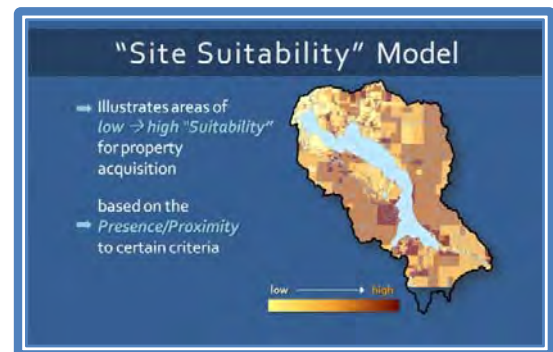 “Site Suitability” Model
Illustrates areas of
low → high “Suitability”
for property
acquisition
based on the
Presence/Proximity
to certain criteria
low → high